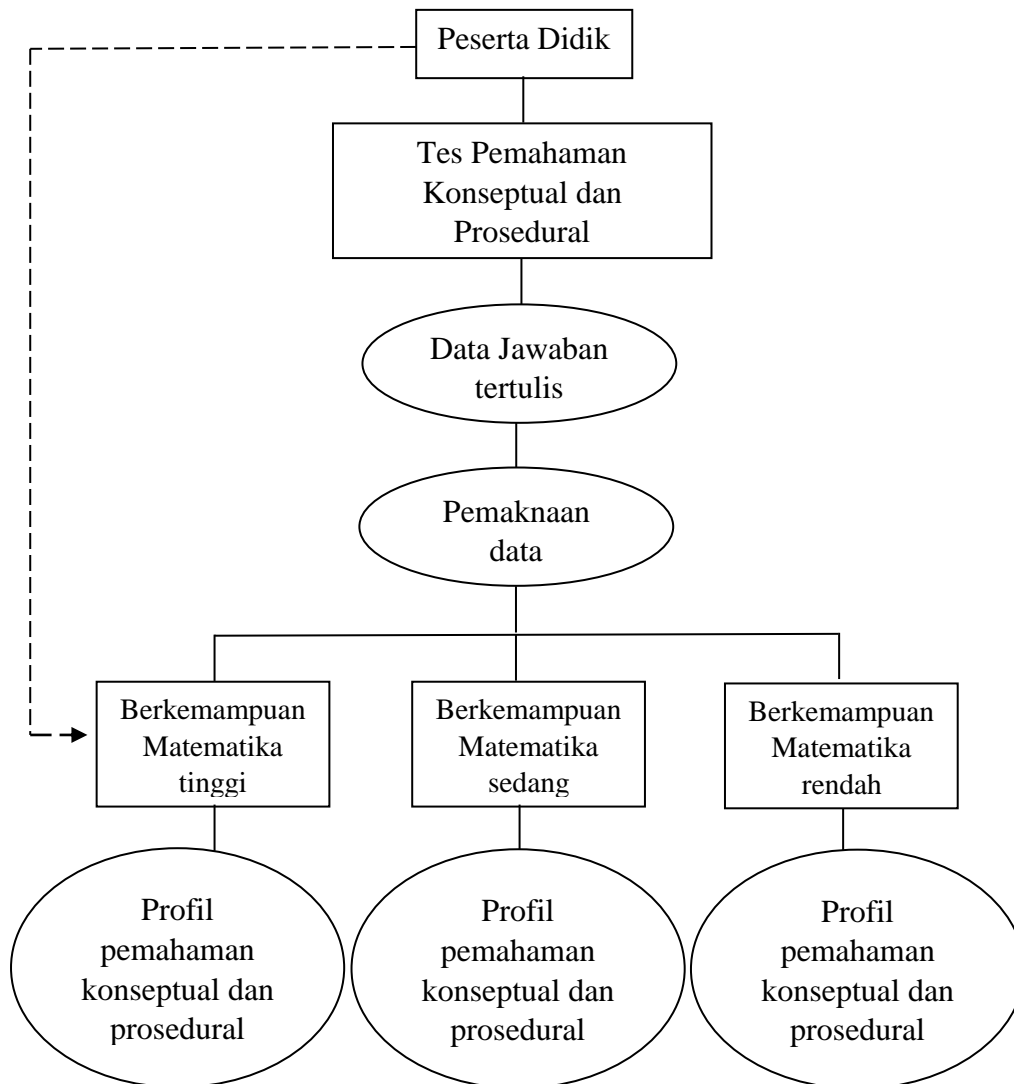 Peserta Didik
Tes Pemahaman
Konseptual dan
Prosedural
Data Jawaban
tertulis
Pemaknaan
data
Berkemampuan
Matematika
tinggi
Berkemampuan
Matematika
sedang
Berkemampuan
Matematika
rendah
Profil
pemahaman
konseptual dan
prosedural
Profil
pemahaman
konseptual dan
prosedural
Profil
pemahaman
konseptual dan
prosedural